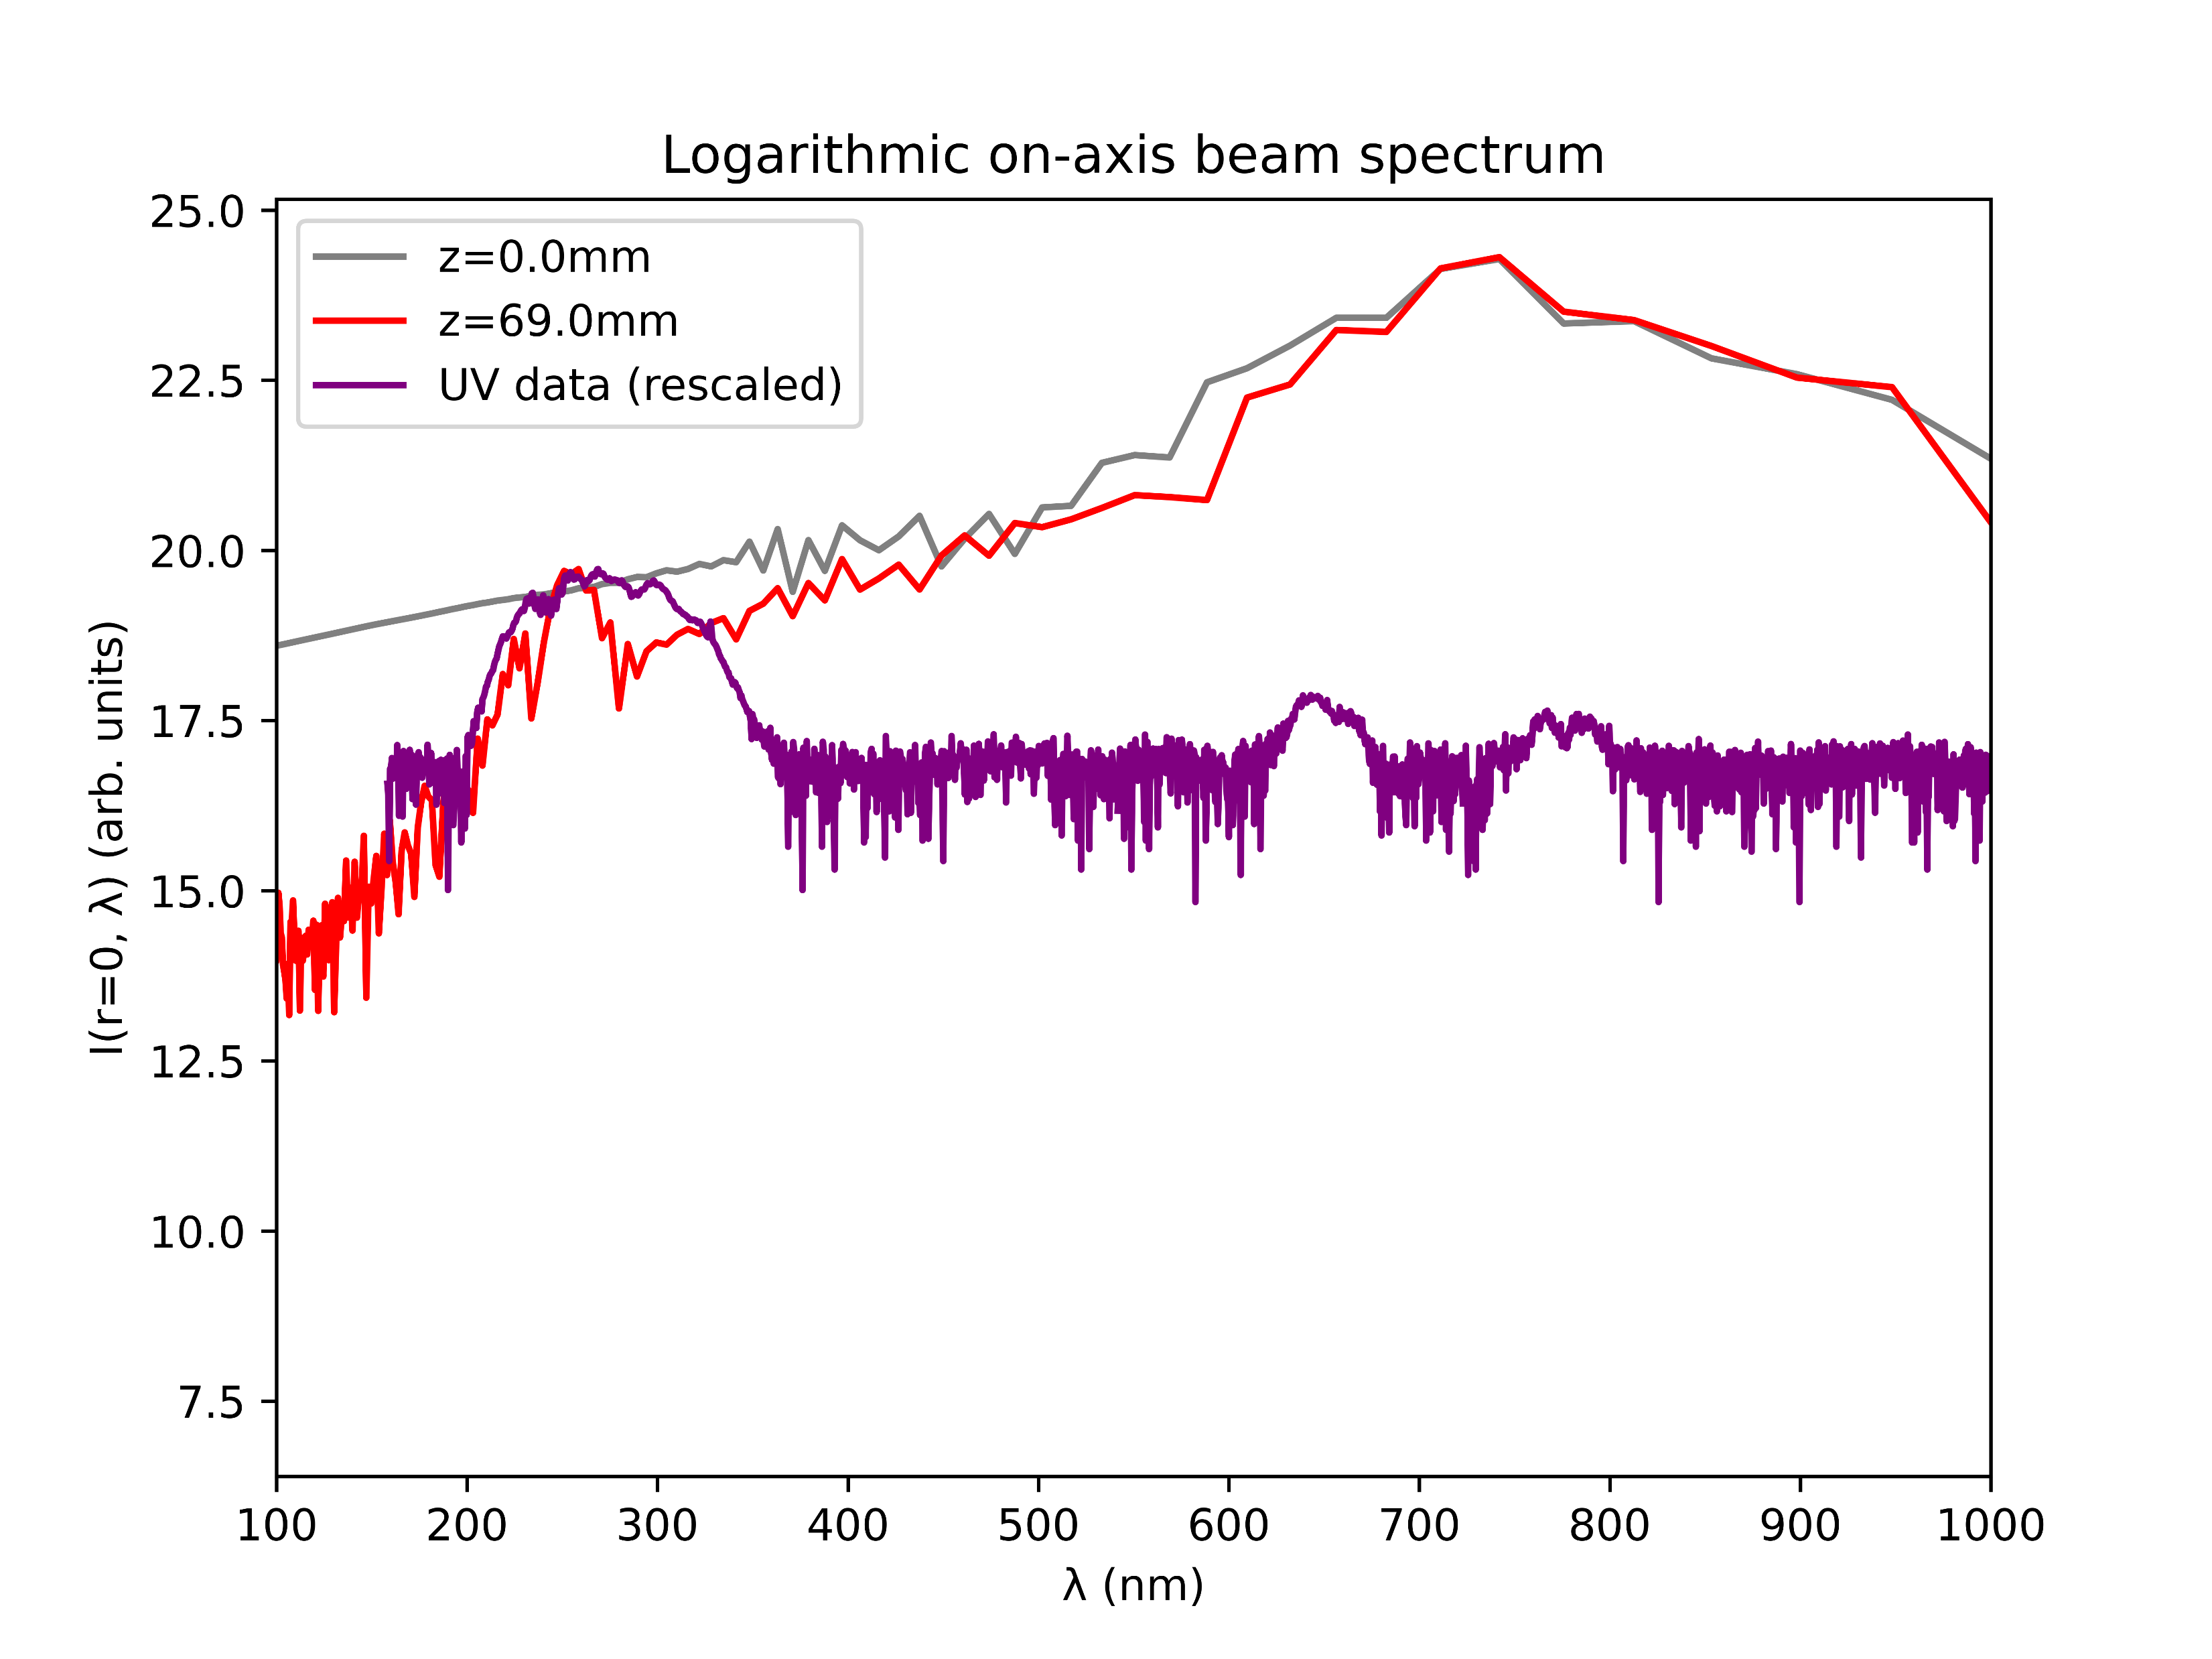 Logarithmic on-axis beam spectrum
z=0.0mm
z=69.0mm
UV data (rescaled)
I(r=0, λ) (arb. units)
25.0
22.5
20.0
17.5
15.0
12.5
10.0
7.5
100 200 300 400 500 600 700 800 900 1000
λ (nm)